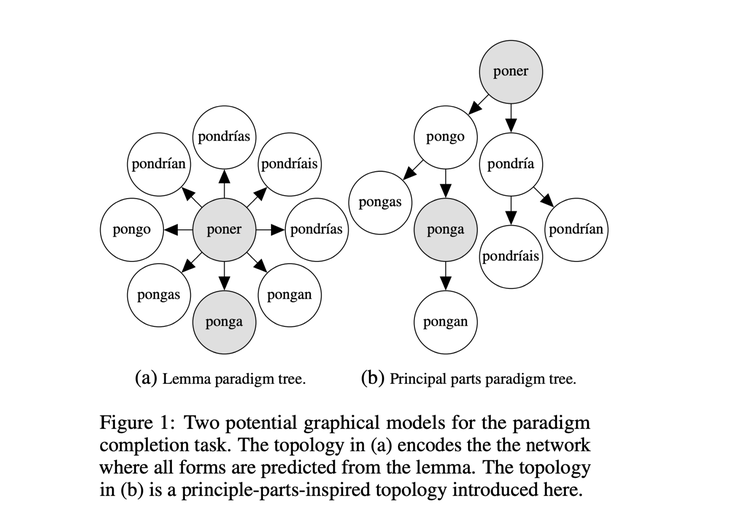 poner
pondrías
pongo
pondrían
pondríais
pondría
pongas
pongo
poner
pondrías
ponga
pondrían
pondríais
pongas
pongan
ponga
pongan
(a) Lemma paradigm tree.
(b) Principal parts paradigm tree.
Figure 1: Two potential graphical models for the paradigm
completion task. The topology in (a) encodes the the network
where all forms are predicted from the lemma. The topology
in (b) is a principle-parts-inspired topology introduced here.